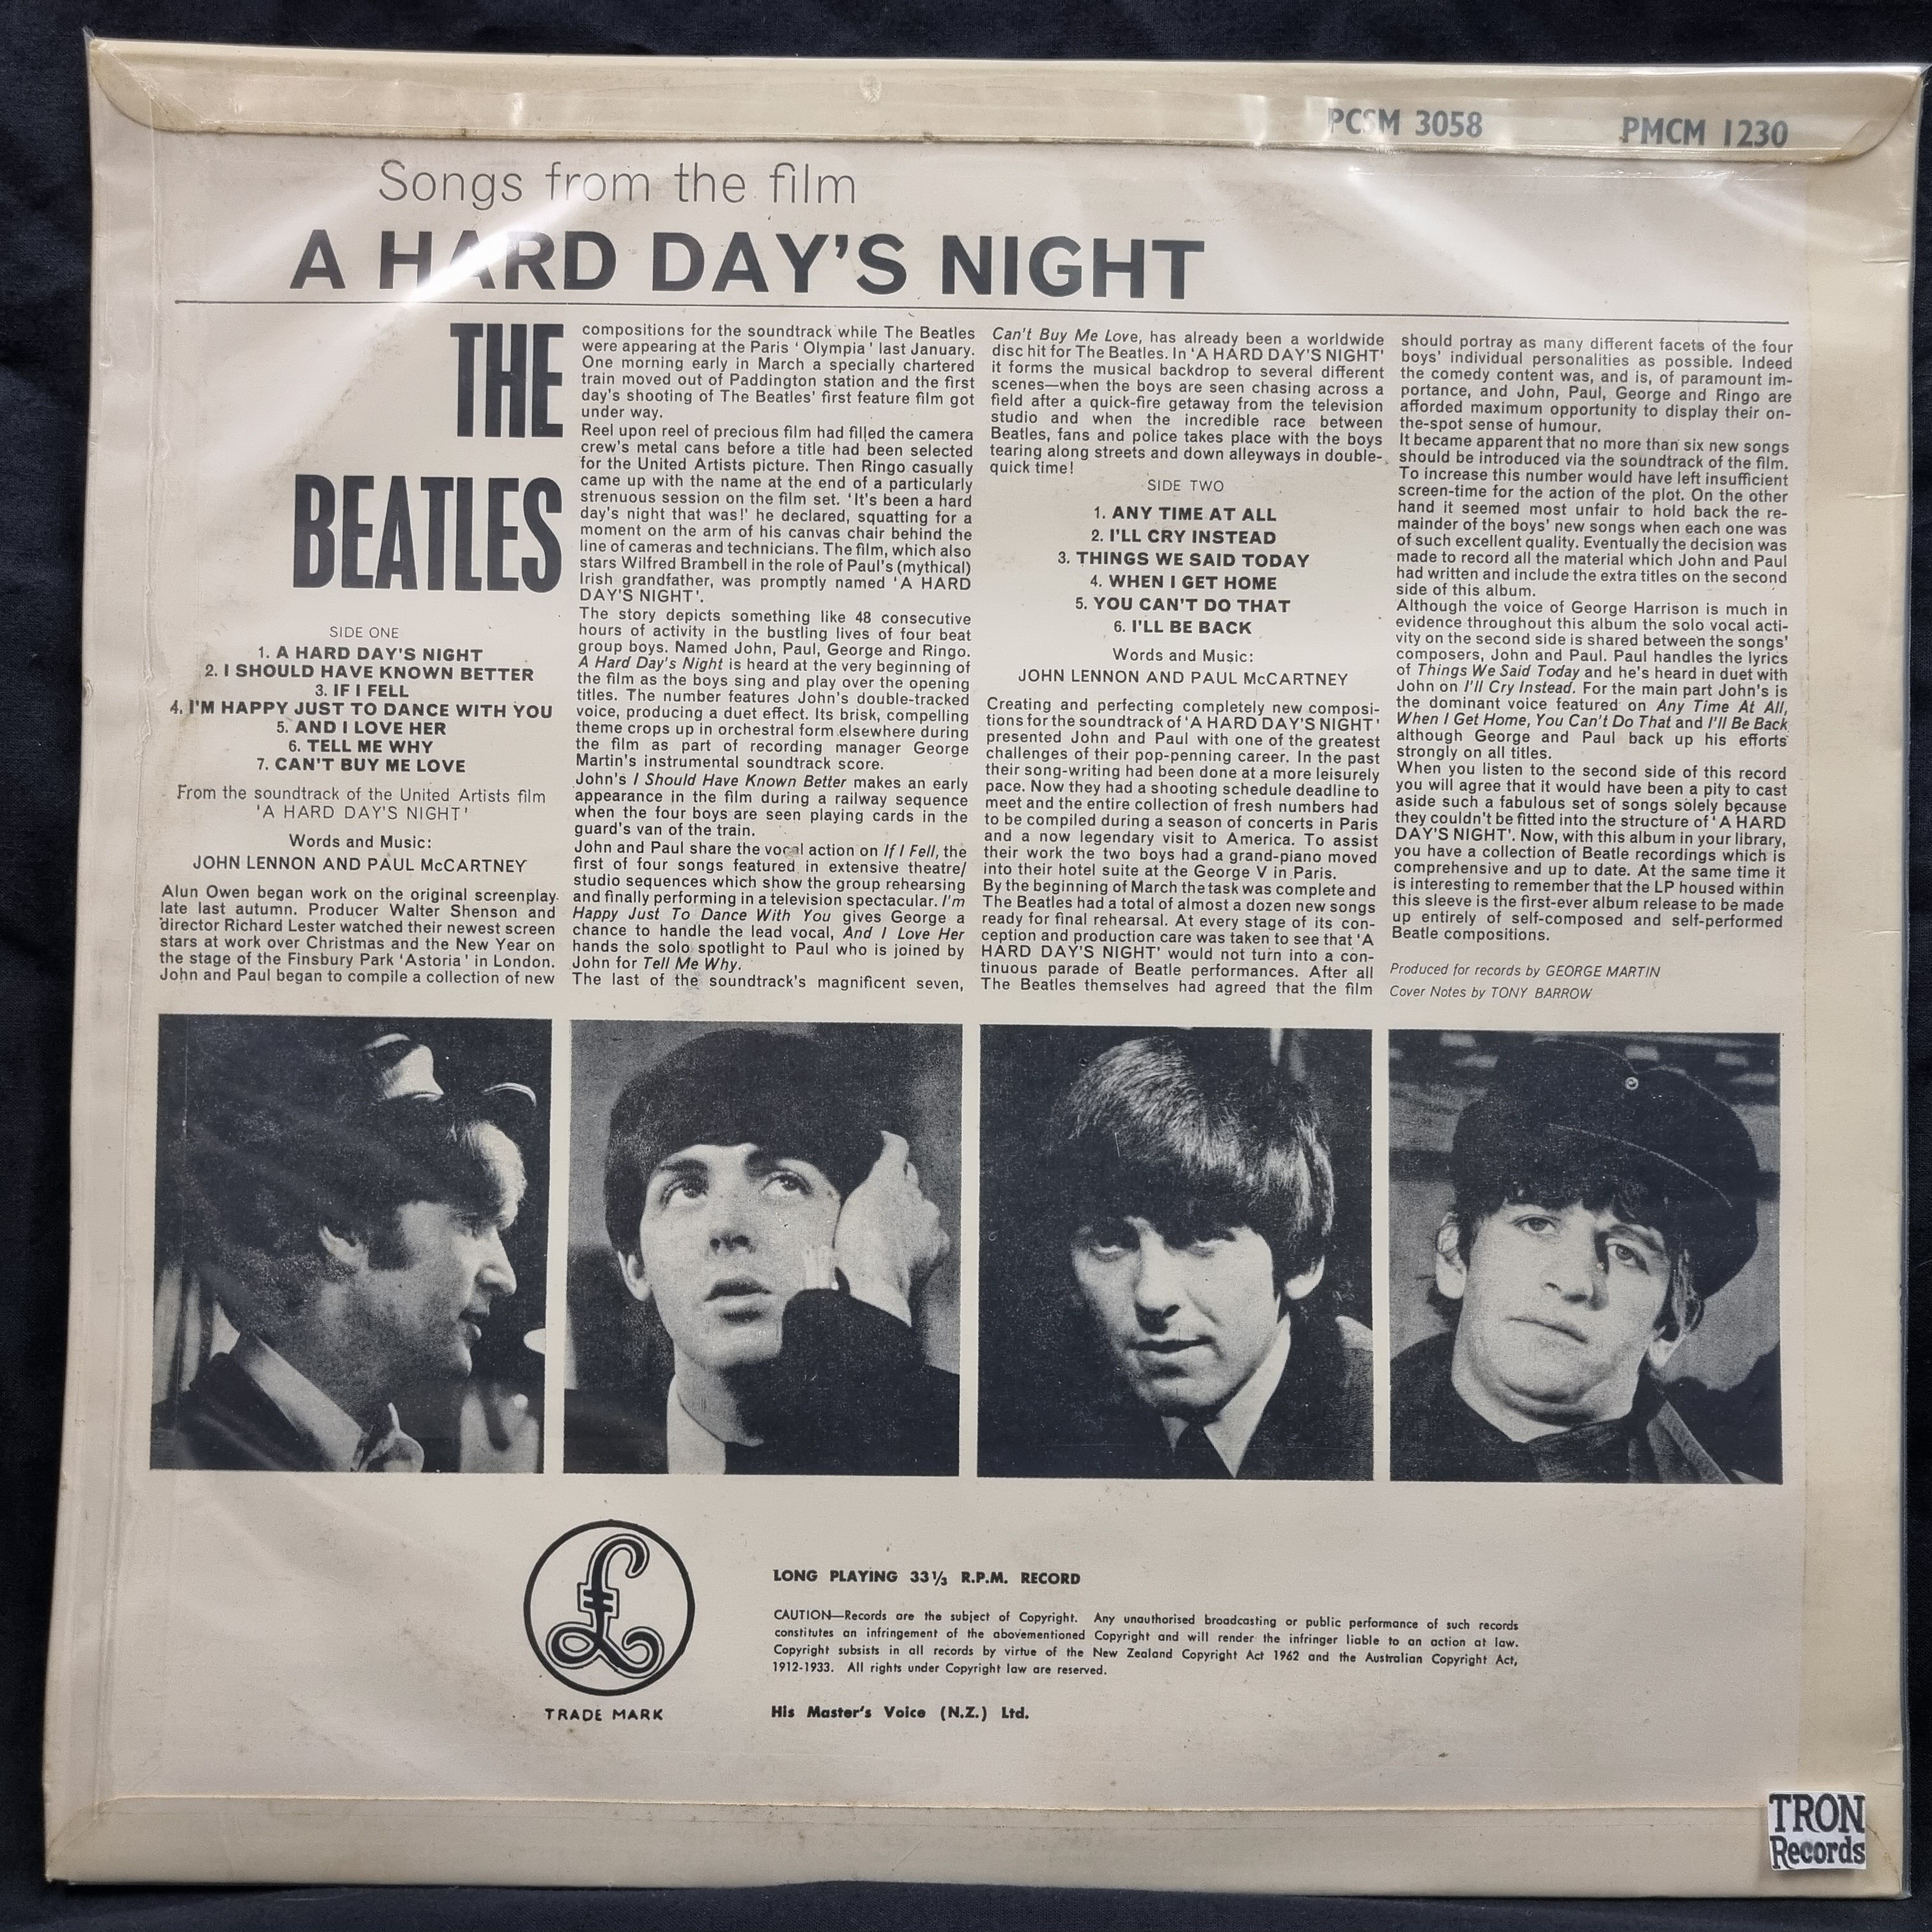 PCSM 3058 PMCM 1230
Songs from the film
A HARD DAY'S NIGHT
THE
BEATLES
SIDE ONE
1. A HARD DAY'S NIGHT
2. I SHOULD HAVE KNOWN BETTER
3. IF I FELL
4. I'M HAPPY JUST TO DANCE WITH YOU
5. AND I LOVE HER
6. TELL ME WHY
7. CAN'T BUY ME LOVE
From the soundtrack of the United Artists film
'A HARD DAY'S NIGHT'
Words and Music:
JOHN LENNON AND PAUL McCARTNEY
Alun Owen began work on the original screenplay
late last autumn. Producer Walter Shenson and
director Richard Lester watched their newest screen
stars at work over Christmas and the New Year on
the stage of the Finsbury Park 'Astoria' in London.
John and Paul began to compile a collection of new
compositions for the soundtrack while The Beatles
were appearing at the Paris 'Olympia' last January.
One morning early in March a specially chartered
train moved out of Paddington station and the first
day's shooting of The Beatles' first feature film got
under way.
Reel upon reel of precious film had filled the camera
crew's metal cans before a title had been selected
for the United Artists picture. Then Ringo casually
came up with the name at the end of a particularly
strenuous session on the film set. 'It's been a hard
day's night that was!' he declared, squatting for a
moment on the arm of his canvas chair behind the
line of cameras and technicians. The film, which also
stars Wilfred Brambell in the role of Paul's (mythical)
Irish grandfather, was promptly named 'A HARD
DAY'S NIGHT'.
The story depicts something like 48 consecutive
hours of activity in the bustling lives of four beat
group boys. Named John, Paul, George and Ringo.
A Hard Day's Night is heard at the very beginning of
the film as the boys sing and play over the opening
titles. The number features John's double-tracked
voice, producing a duet effect. Its brisk, compelling
theme crops up in orchestral form elsewhere during
the film as part of recording manager George
Martin's instrumental soundtrack score.
John's I Should Have Known Better makes an early
appearance in the film during a railway sequence
when the four boys are seen playing cards in the
guard's van of the train.
John and Paul share the vocal action on If I Fell, the
first of four songs featured in extensive theatre/
studio sequences which show the group rehearsing
and finally performing in a television spectacular. I'm
Happy Just To Dance With You gives George a
chance to handle the lead vocal, And I Love Her
hands the solo spotlight to Paul who is joined by
John for Tell Me Why.
The last of the soundtrack's magnificent seven,
Can't Buy Me Love, has already been a worldwide
disc hit for The Beatles. In 'A HARD DAY'S NIGHT'
it forms the musical backdrop to several different
scenes—when the boys are seen chasing across a
field after a quick-fire getaway from the television
studio and when the incredible race between
Beatles, fans and police takes place with the boys
tearing along streets and down alleyways in double-
quick time!
SIDE TWO
1. ANY TIME AT ALL
2. I'LL CRY INSTEAD
3. THINGS WE SAID TODAY
4. WHEN I GET HOME
5. YOU CAN'T DO THAT
6. I'LL BE BACK
Words and Music:
JOHN LENNON AND PAUL McCARTNEY
Creating and perfecting completely new composi-
tions for the soundtrack of 'A HARD DAY'S NIGHT'
presented John and Paul with one of the greatest
challenges of their pop-penning career. In the past
their song-writing had been done at a more leisurely
pace. Now they had a shooting schedule deadline to
meet and the entire collection of fresh numbers had
to be compiled during a season of concerts in Paris
and a now legendary visit to America. To assist
their work the two boys had a grand-piano moved
into their hotel suite at the George V in Paris.
By the beginning of March the task was complete and
The Beatles had a total of almost a dozen new songs
ready for final rehearsal. At every stage of its con-
ception and production care was taken to see that 'A
HARD DAY'S NIGHT' would not turn into a con-
tinuous parade of Beatle performances. After all
The Beatles themselves had agreed that the film
should portray as many different facets of the four
boys' individual personalities as possible. Indeed
the comedy content was, and is, of paramount im-
portance, and John, Paul, George and Ringo are
afforded maximum opportunity to display their on-
the-spot sense of humour.
It became apparent that no more than six new songs
should be introduced via the soundtrack of the film.
To increase this number would have left insufficient
screen-time for the action of the plot. On the other
hand it seemed most unfair to hold back the re-
mainder of the boys' new songs when each one was
of such excellent quality. Eventually the decision was
made to record all the material which John and Paul
had written and include the extra titles on the second
side of this album.
Although the voice of George Harrison is much in
evidence throughout this album the solo vocal acti-
vity on the second side is shared between the songs'
composers, John and Paul. Paul handles the lyrics
of Things We Said Today and he's heard in duet with
John on I'll Cry Instead. For the main part John's is
the dominant voice featured on Any Time At All,
When I Get Home, You Can't Do That and I'll Be Back
although George and Paul back up his efforts
strongly on all titles.
When you listen to the second side of this record
you will agree that it would have been a pity to cast
aside such a fabulous set of songs solely because
they couldn't be fitted into the structure of 'A HARD
DAY'S NIGHT'. Now, with this album in your library,
you have a collection of Beatle recordings which is
comprehensive and up to date. At the same time it
is interesting to remember that the LP housed within
this sleeve is the first-ever album release to be made
up entirely of self-composed and self-performed
Beatle compositions.
Produced for records by GEORGE MARTIN
Cover Notes by TONY BARROW
£
TRADE MARK
LONG PLAYING 33⅓ R.P.M. RECORD
CAUTION—Records are the subject of Copyright. Any unauthorised broadcasting or public performance of such records
constitutes an infringement of the abovementioned Copyright and will render the infringer liable to an action at law.
Copyright subsists in all records by virtue of the New Zealand Copyright Act 1962 and the Australian Copyright Act,
1912-1933. All rights under Copyright law are reserved.
His Master's Voice (N.Z.) Ltd.
TRON
Records